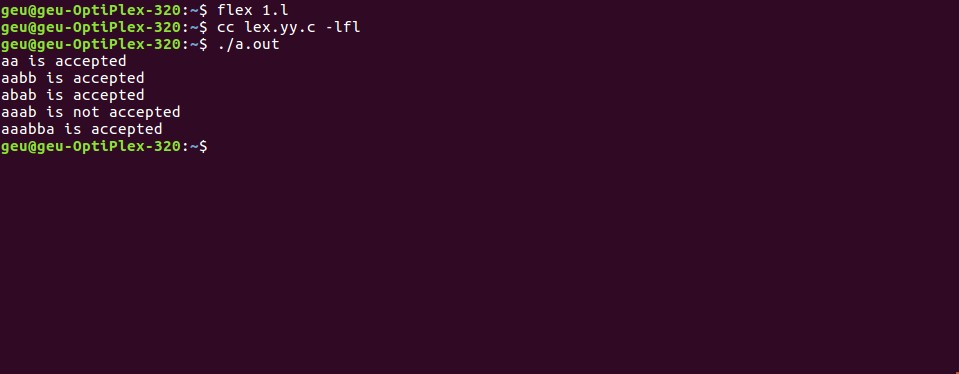 geu@geu-OptiPlex-320:~$ flex 1.l
geu@geu-OptiPlex-320:~$ cc lex.yy.c -lfl
geu@geu-OptiPlex-320:~$ ./a.out
aa is accepted
aabb is accepted
abab is accepted
aaab is not accepted
aaabba is accepted
geu@geu-OptiPlex-320:~$